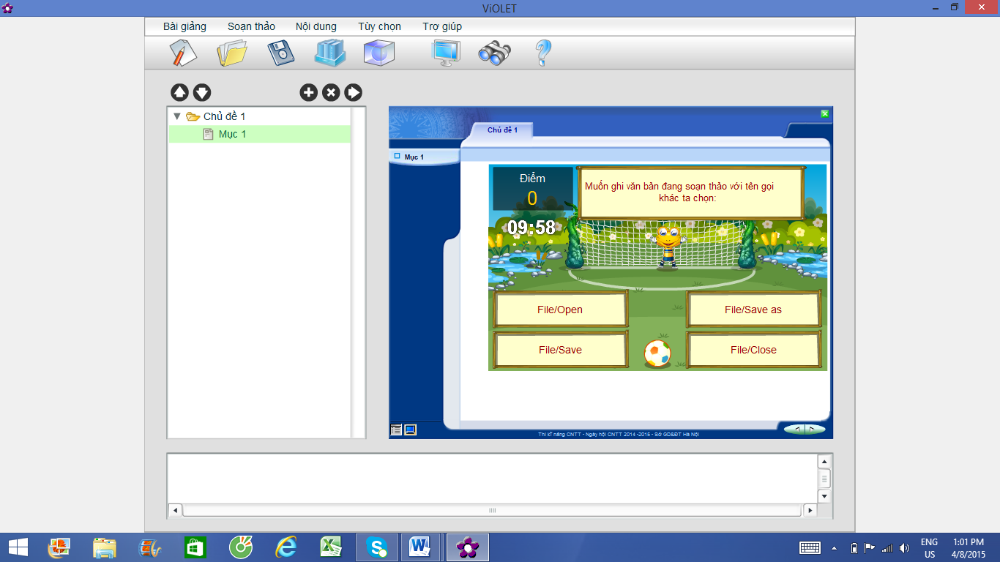 ViOLET
Bài giảng Soạn thảo Nội dung Tùy chọn Trợ giúp
Chủ đề 1
Mục 1
Chủ đề 1
Mục 1
Điểm
0
09:58
Muốn ghi văn bản đang soạn thảo với tên gọi
khác ta chọn:
File/Open
File/Save as
File/Save
File/Close
Thi kĩ năng CNTT - Ngày hội CNTT 2014 -2015 - Sở GD&ĐT Hà Nội
ENG
US
1:01 PM
4/8/2015